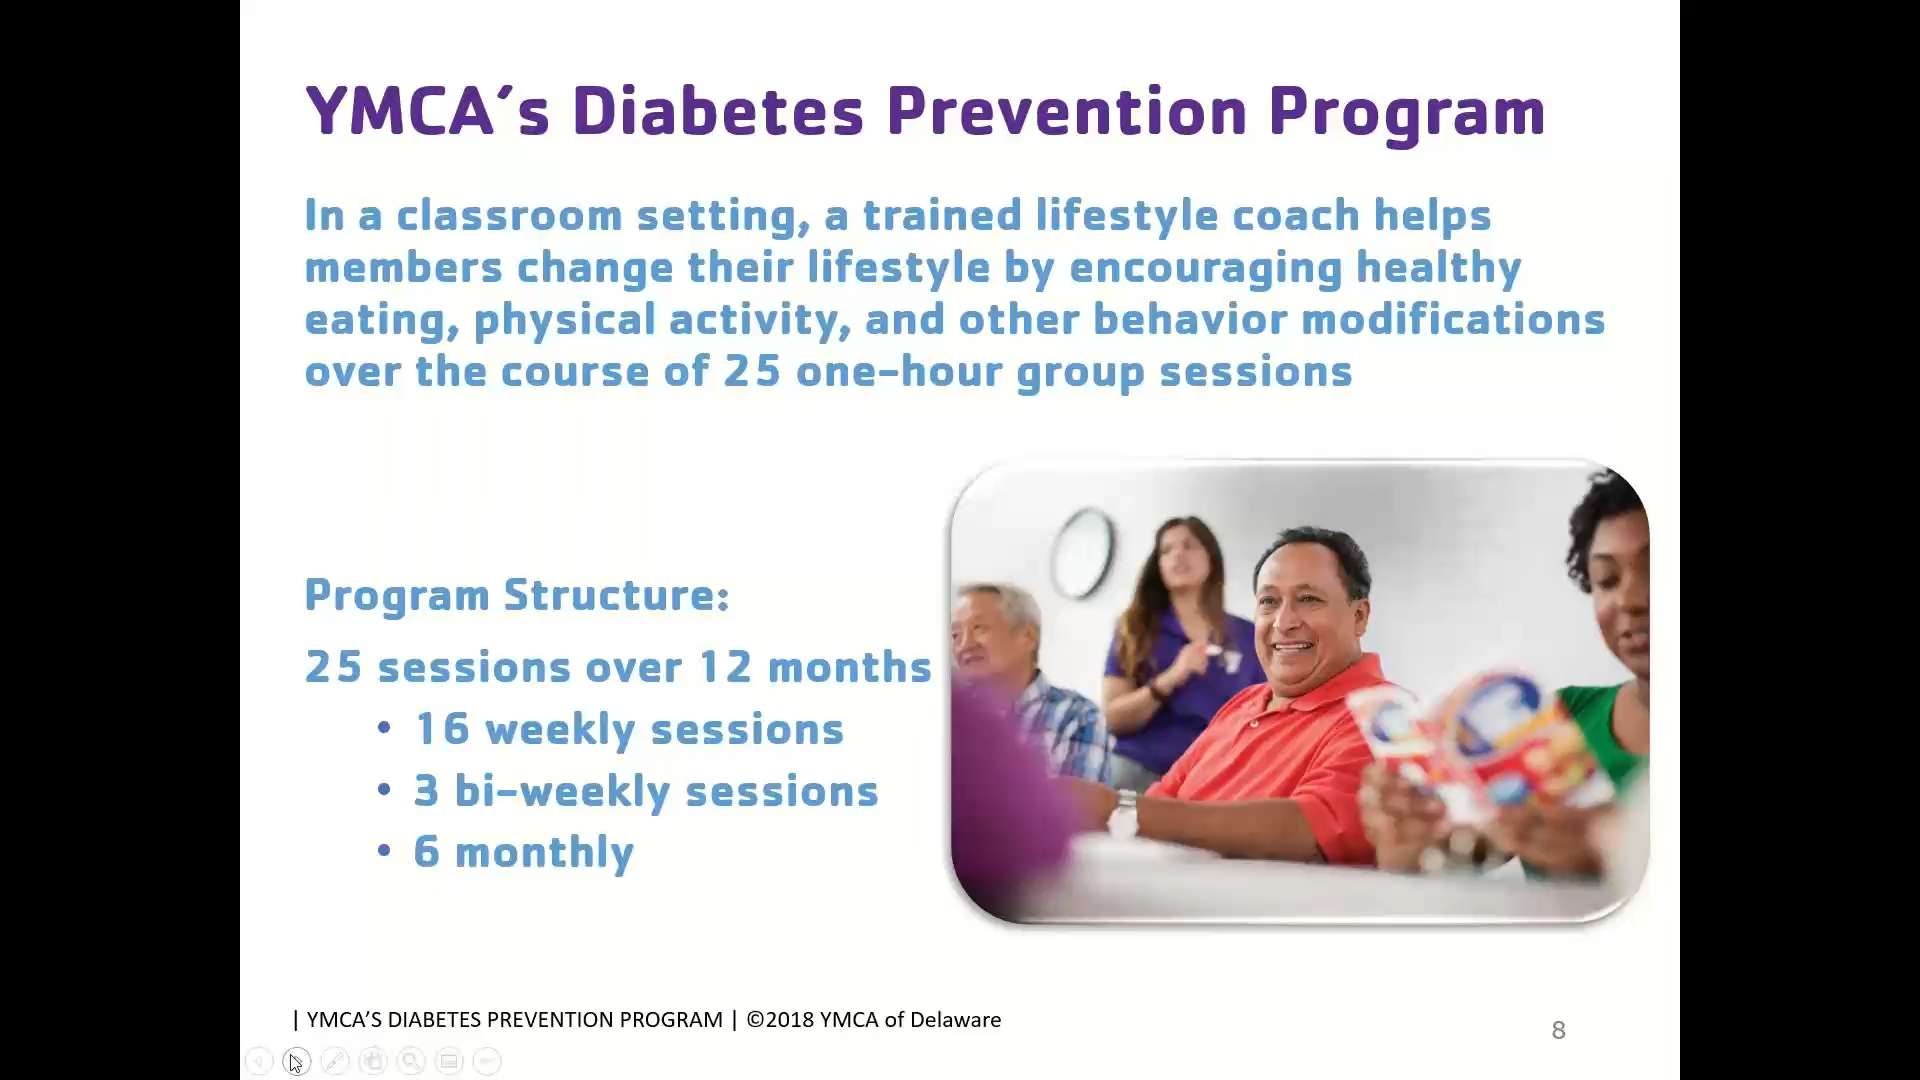 YMCA´s Diabetes Prevention Program
In a classroom setting, a trained lifestyle coach helps
members change their lifestyle by encouraging healthy
eating, physical activity, and other behavior modifications
over the course of 25 one-hour group sessions
Program Structure:
25 sessions over 12 months
• 16 weekly sessions
• 3 bi-weekly sessions
• 6 monthly
| YMCA’S DIABETES PREVENTION PROGRAM | ©2018 YMCA of Delaware
8